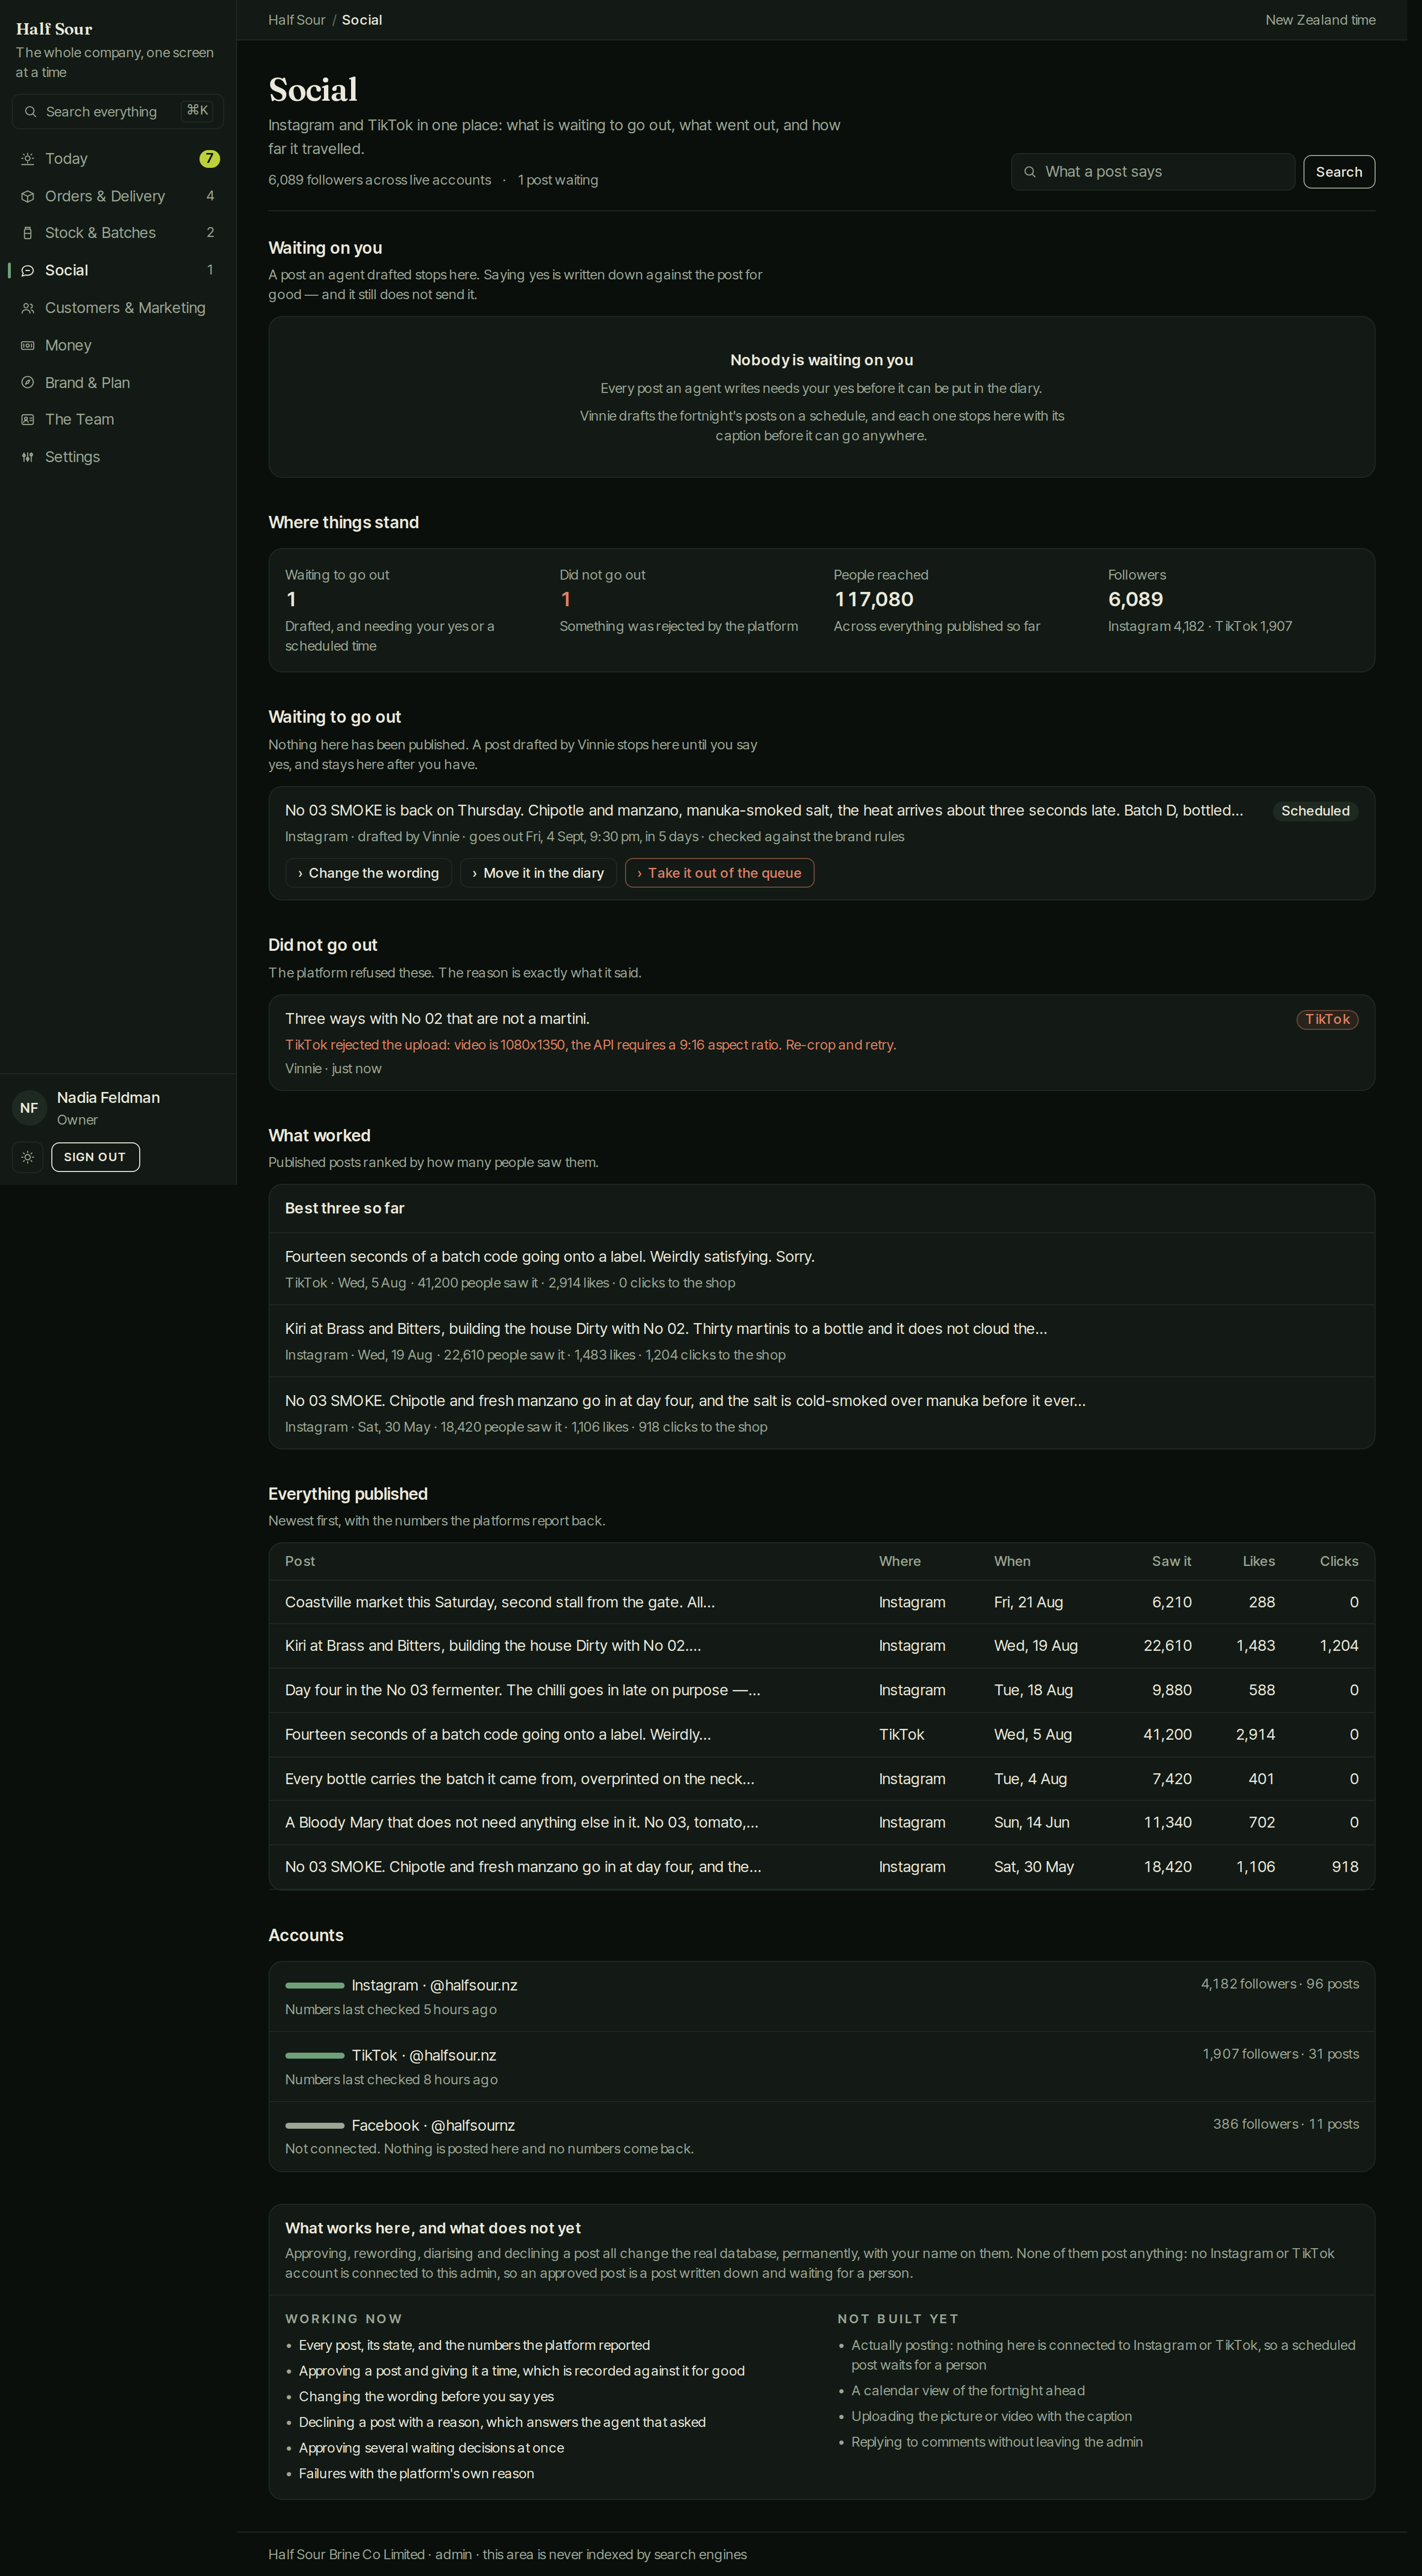 Half Sour
The whole company, one screen
at a time
Search everything ⌘K
Today 7
Orders & Delivery 4
Stock & Batches 2
Social 1
Customers & Marketing
Money
Brand & Plan
The Team
Settings
NF
Nadia Feldman
Owner
SIGN OUT
Half Sour / Social
New Zealand time
Social
Instagram and TikTok in one place: what is waiting to go out, what went out, and how
far it travelled.
6,089 followers across live accounts · 1 post waiting
What a post says
Search
Waiting on you
A post an agent drafted stops here. Saying yes is written down against the post for
good — and it still does not send it.
Nobody is waiting on you
Every post an agent writes needs your yes before it can be put in the diary.
Vinnie drafts the fortnight's posts on a schedule, and each one stops here with its
caption before it can go anywhere.
Where things stand
Waiting to go out
1
Drafted, and needing your yes or a
scheduled time
Did not go out
1
Something was rejected by the platform
People reached
117,080
Across everything published so far
Followers
6,089
Instagram 4,182 · TikTok 1,907
Waiting to go out
Nothing here has been published. A post drafted by Vinnie stops here until you say
yes, and stays here after you have.
No 03 SMOKE is back on Thursday. Chipotle and manzano, manuka-smoked salt, the heat arrives about three seconds late. Batch D, bottled...
Scheduled
Instagram · drafted by Vinnie · goes out Fri, 4 Sept, 9:30 pm, in 5 days · checked against the brand rules
› Change the wording
› Move it in the diary
› Take it out of the queue
Did not go out
The platform refused these. The reason is exactly what it said.
Three ways with No 02 that are not a martini.
TikTok
TikTok rejected the upload: video is 1080x1350, the API requires a 9:16 aspect ratio. Re-crop and retry.
Vinnie · just now
What worked
Published posts ranked by how many people saw them.
Best three so far
Fourteen seconds of a batch code going onto a label. Weirdly satisfying. Sorry.
TikTok · Wed, 5 Aug · 41,200 people saw it · 2,914 likes · 0 clicks to the shop
Kiri at Brass and Bitters, building the house Dirty with No 02. Thirty martinis to a bottle and it does not cloud the...
Instagram · Wed, 19 Aug · 22,610 people saw it · 1,483 likes · 1,204 clicks to the shop
No 03 SMOKE. Chipotle and fresh manzano go in at day four, and the salt is cold-smoked over manuka before it ever...
Instagram · Sat, 30 May · 18,420 people saw it · 1,106 likes · 918 clicks to the shop
Everything published
Newest first, with the numbers the platforms report back.
Post Where When Saw it Likes Clicks
Coastville market this Saturday, second stall from the gate. All... Instagram Fri, 21 Aug 6,210 288 0
Kiri at Brass and Bitters, building the house Dirty with No 02.... Instagram Wed, 19 Aug 22,610 1,483 1,204
Day four in the No 03 fermenter. The chilli goes in late on purpose —... Instagram Tue, 18 Aug 9,880 588 0
Fourteen seconds of a batch code going onto a label. Weirdly... TikTok Wed, 5 Aug 41,200 2,914 0
Every bottle carries the batch it came from, overprinted on the neck... Instagram Tue, 4 Aug 7,420 401 0
A Bloody Mary that does not need anything else in it. No 03, tomato,... Instagram Sun, 14 Jun 11,340 702 0
No 03 SMOKE. Chipotle and fresh manzano go in at day four, and the... Instagram Sat, 30 May 18,420 1,106 918
Accounts
Instagram · @halfsour.nz
4,182 followers · 96 posts
Numbers last checked 5 hours ago
TikTok · @halfsour.nz
1,907 followers · 31 posts
Numbers last checked 8 hours ago
Facebook · @halfsournz
386 followers · 11 posts
Not connected. Nothing is posted here and no numbers come back.
What works here, and what does not yet
Approving, rewording, diarising and declining a post all change the real database, permanently, with your name on them. None of them post anything: no Instagram or TikTok
account is connected to this admin, so an approved post is a post written down and waiting for a person.
WORKING NOW
• Every post, its state, and the numbers the platform reported
• Approving a post and giving it a time, which is recorded against it for good
• Changing the wording before you say yes
• Declining a post with a reason, which answers the agent that asked
• Approving several waiting decisions at once
• Failures with the platform's own reason
NOT BUILT YET
• Actually posting: nothing here is connected to Instagram or TikTok, so a scheduled
post waits for a person
• A calendar view of the fortnight ahead
• Uploading the picture or video with the caption
• Replying to comments without leaving the admin
Half Sour Brine Co Limited · admin · this area is never indexed by search engines